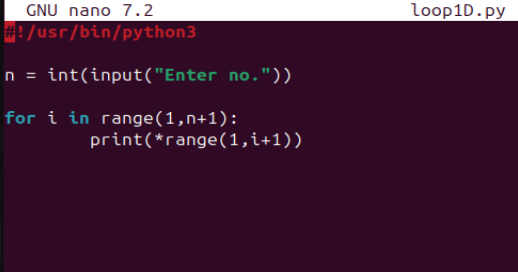 GNU nano 7.2 loop1D.py
#!/usr/bin/python3
n = int(input("Enter no."))
for i in range(1,n+1):
        print(*range(1,i+1))